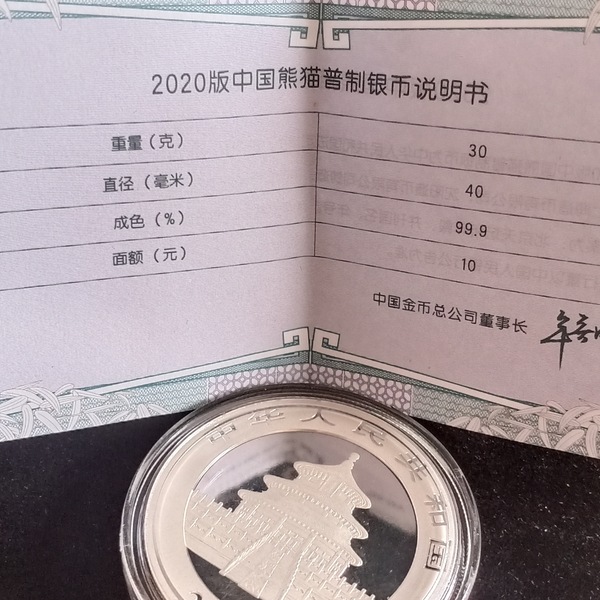 2020版中国熊猫普制银币说明书
重量（克） 30
直径（毫米） 40
成色（%） 99.9
面额（元） 10
中国金币总公司董事长
中华人民共和国